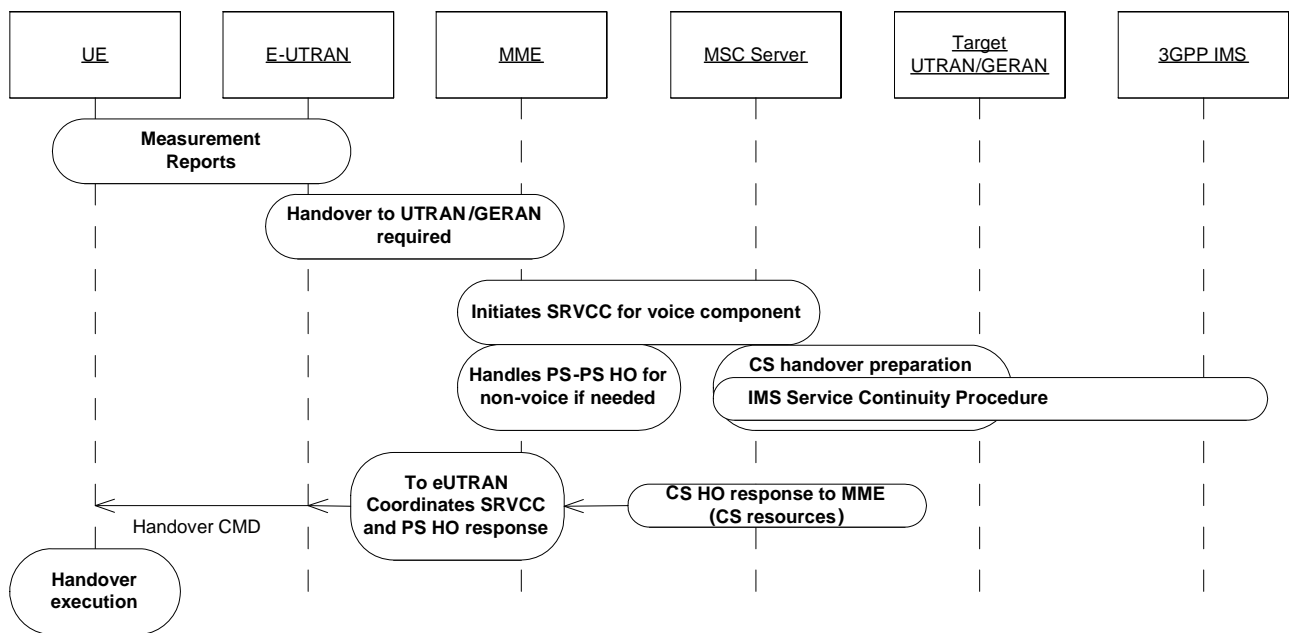 UE
E-UTRAN
MME
MSC Server
Target
UTRAN/GERAN
3GPP IMS
Measurement
Reports
Handover to UTRAN/GERAN
required
Initiates SRVCC for voice component
Handles PS-PS HO for
non-voice if needed
CS handover preparation
IMS Service Continuity Procedure
To eUTRAN
Coordinates SRVCC
and PS HO response
CS HO response to MME
(CS resources)
Handover CMD
Handover
execution